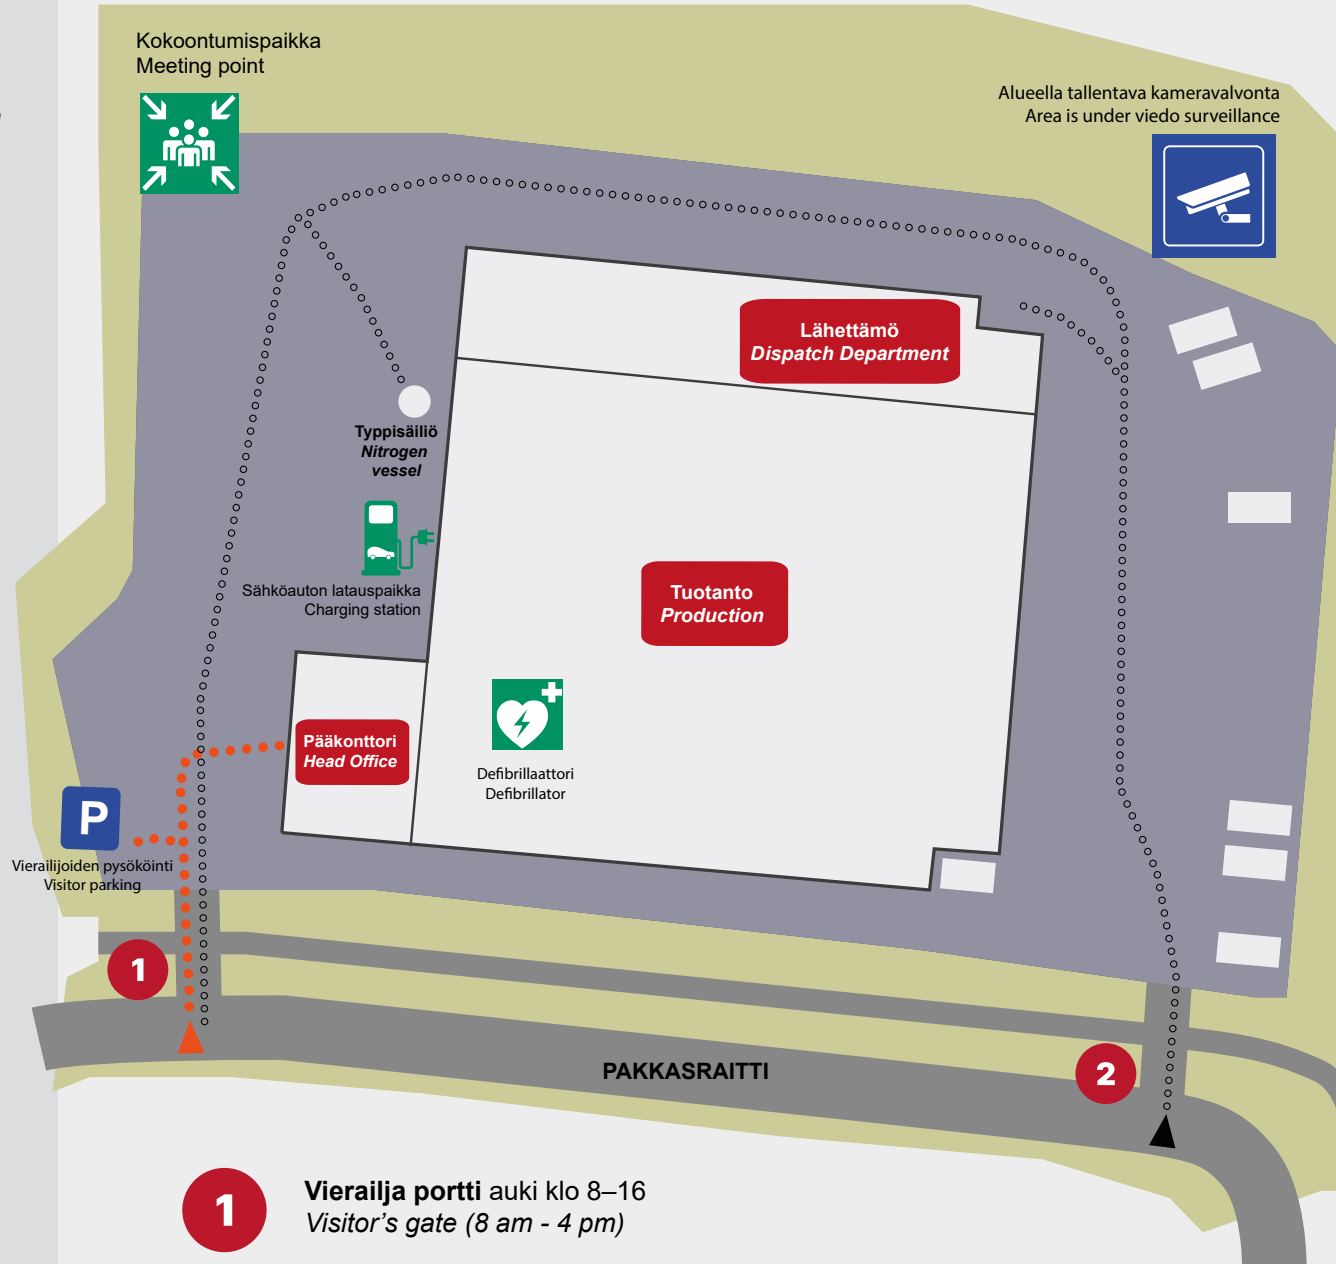 Kokoontumispaikka
Meeting point
Alueella tallentava kameravalvonta
Area is under viedo surveillance
Lähettämö
Dispatch Department
Typpisäiliö
Nitrogen
vessel
Sähköauton latauspaikka
Charging station
Tuotanto
Production
Pääkonttori
Head Office
Defibrillaattori
Defibrillator
P
Vierailijoiden pysököinti
Visitor parking
1
PAKKASRAITTI
2
1
Vierailja portti auki klo 8–16
Visitor's gate (8 am - 4 pm)